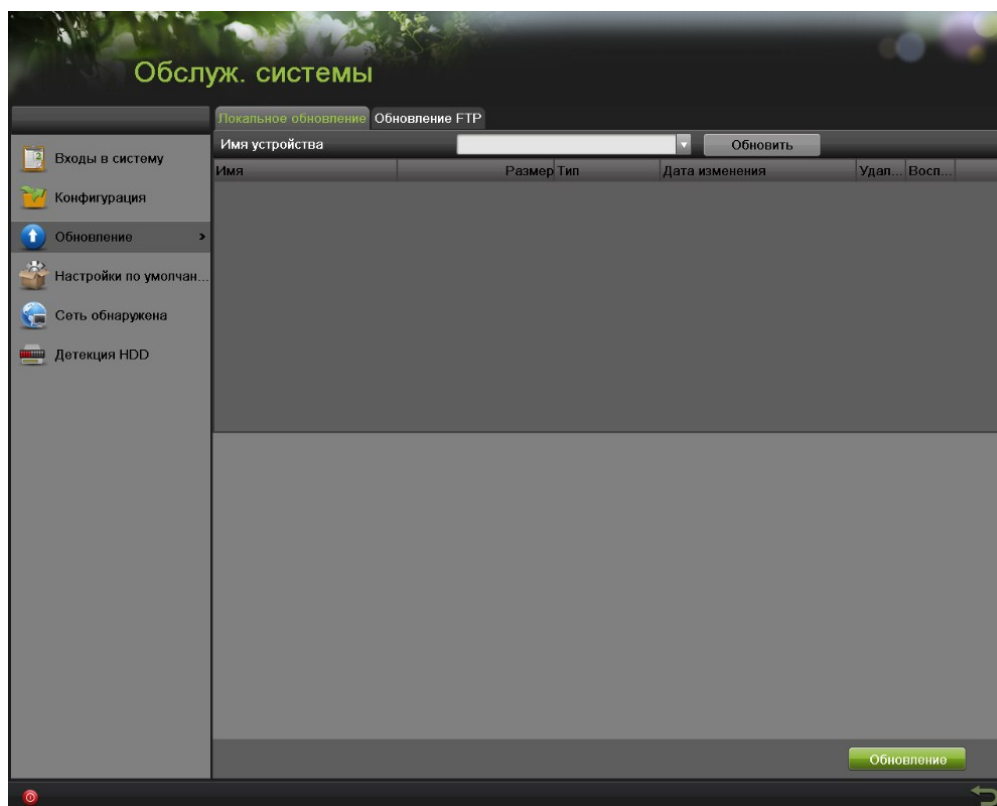 Обслуж. системы
Локальное обновление Обновление FTP
Имя устройства Обновить
Имя Размер Тип Дата изменения Удал... Восп...
Входы в систему
Конфигурация
Обновление >
Настройки по умолчан...
Сеть обнаружена
Детекция HDD
Обновление